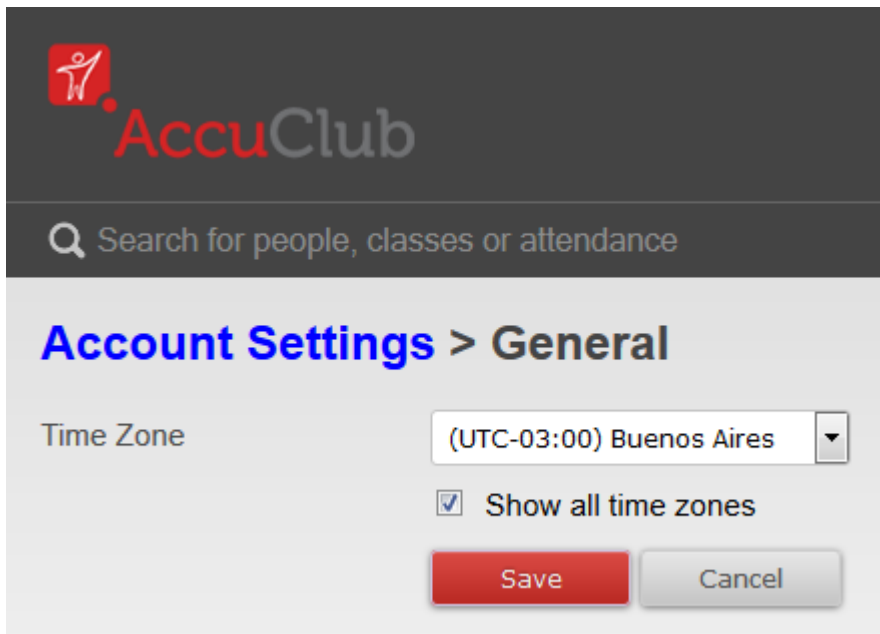 AccuClub
Search for people, classes or attendance
Account Settings > General
Time Zone
(UTC-03:00) Buenos Aires
Show all time zones
Save
Cancel